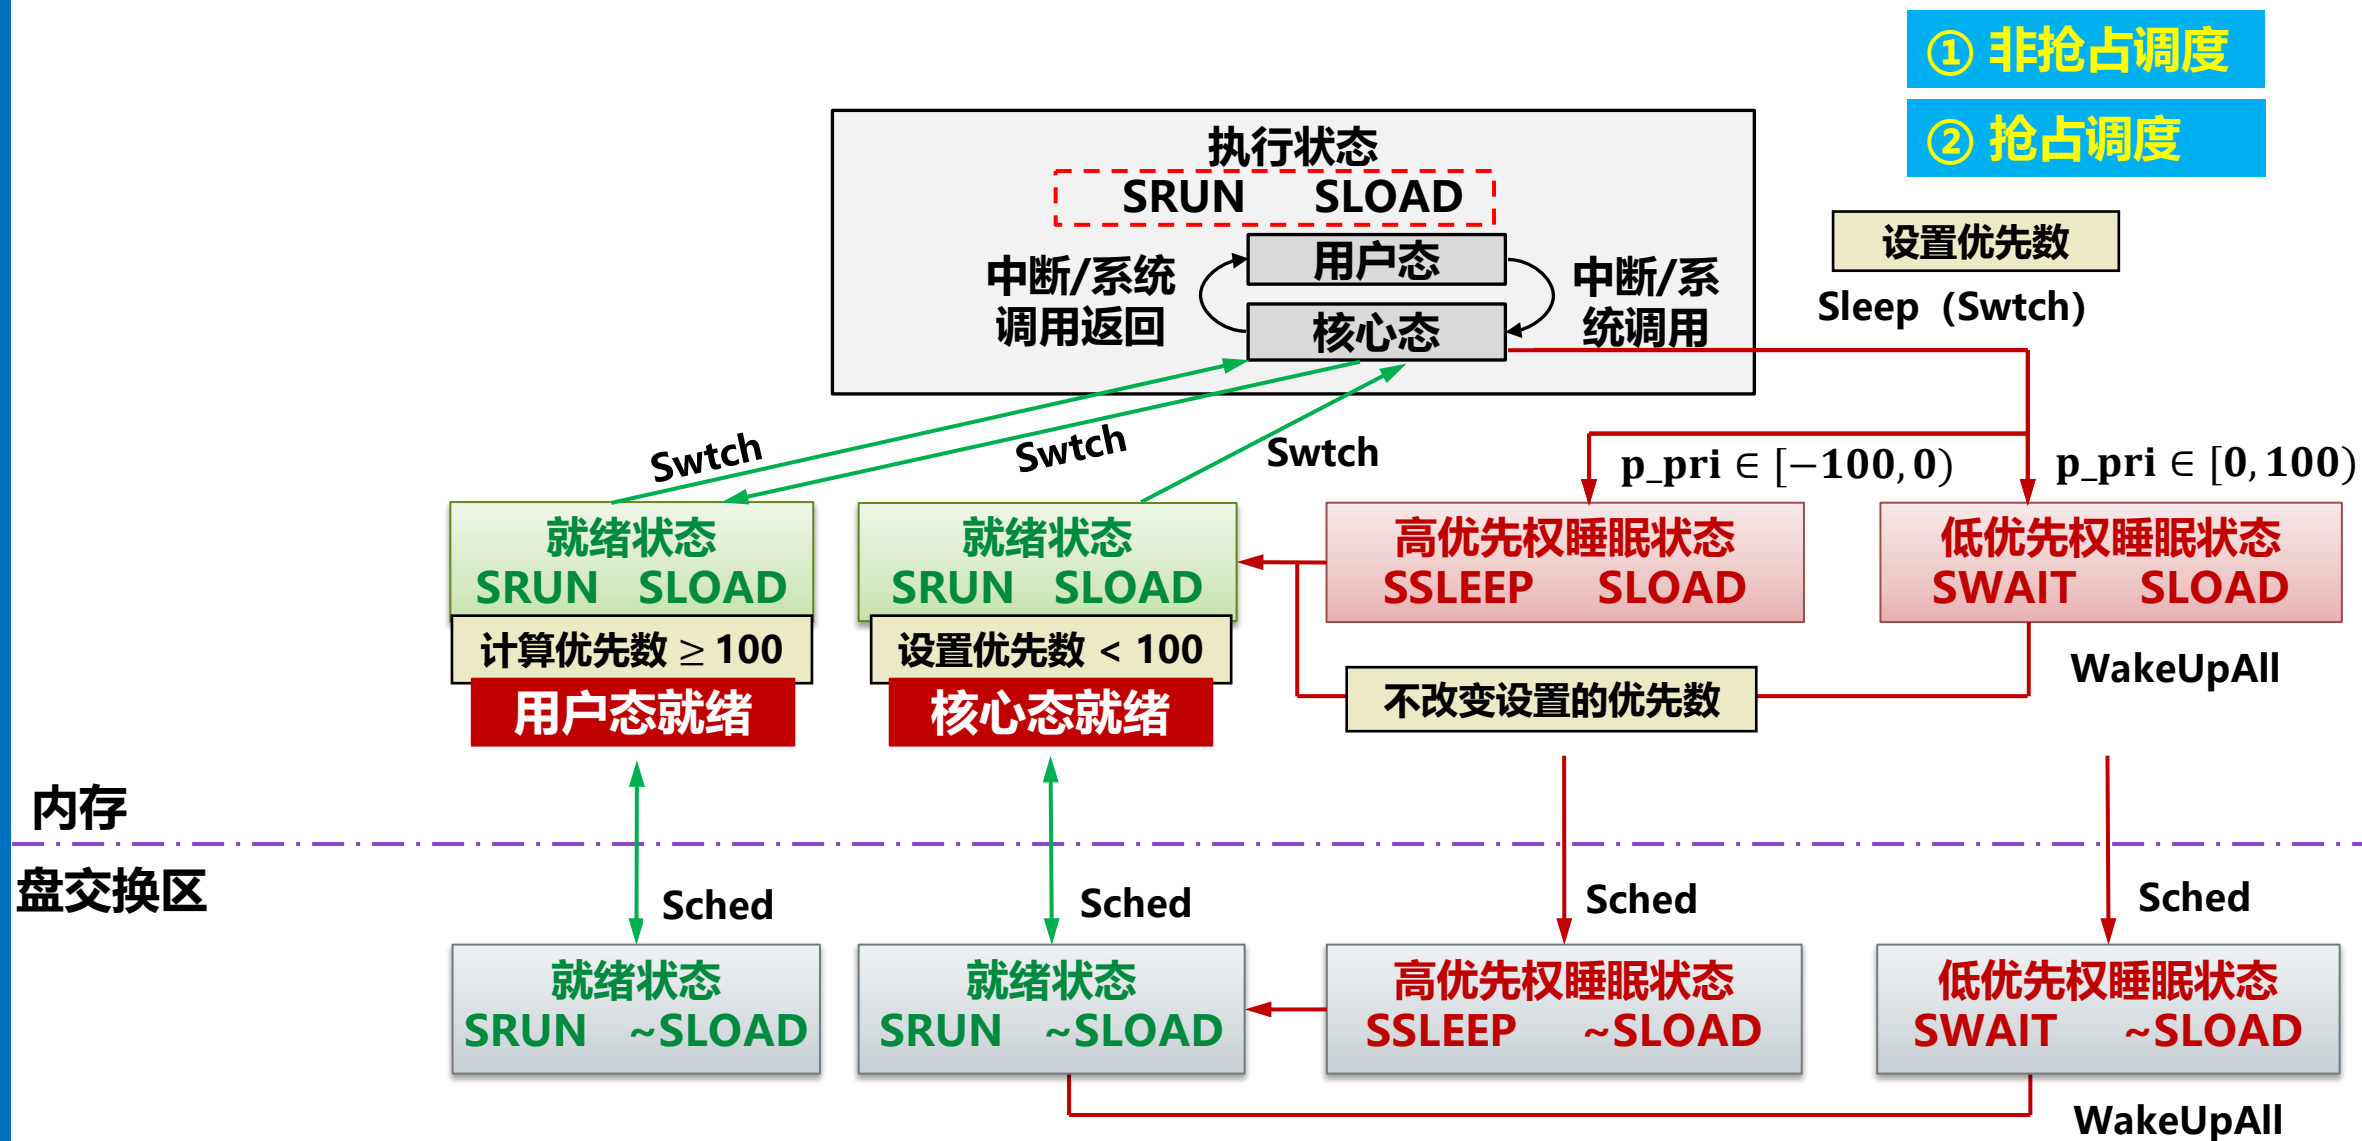 ① 非抢占调度
② 抢占调度
执行状态
SRUN SLOAD
用户态
核心态
中断/系统
调用返回
中断/系
统调用
设置优先数
Sleep (Swtch)
Swtch
Swtch
Swtch
p_pri ∈ [−100, 0)
p_pri ∈ [0, 100)
就绪状态
SRUN SLOAD
计算优先数 ≥ 100
用户态就绪
就绪状态
SRUN SLOAD
设置优先数 < 100
核心态就绪
高优先权睡眠状态
SSLEEP SLOAD
低优先权睡眠状态
SWAIT SLOAD
不改变设置的优先数
WakeUpAll
内存
盘交换区
Sched
Sched
Sched
Sched
就绪状态
SRUN ~SLOAD
就绪状态
SRUN ~SLOAD
高优先权睡眠状态
SSLEEP ~SLOAD
低优先权睡眠状态
SWAIT ~SLOAD
WakeUpAll